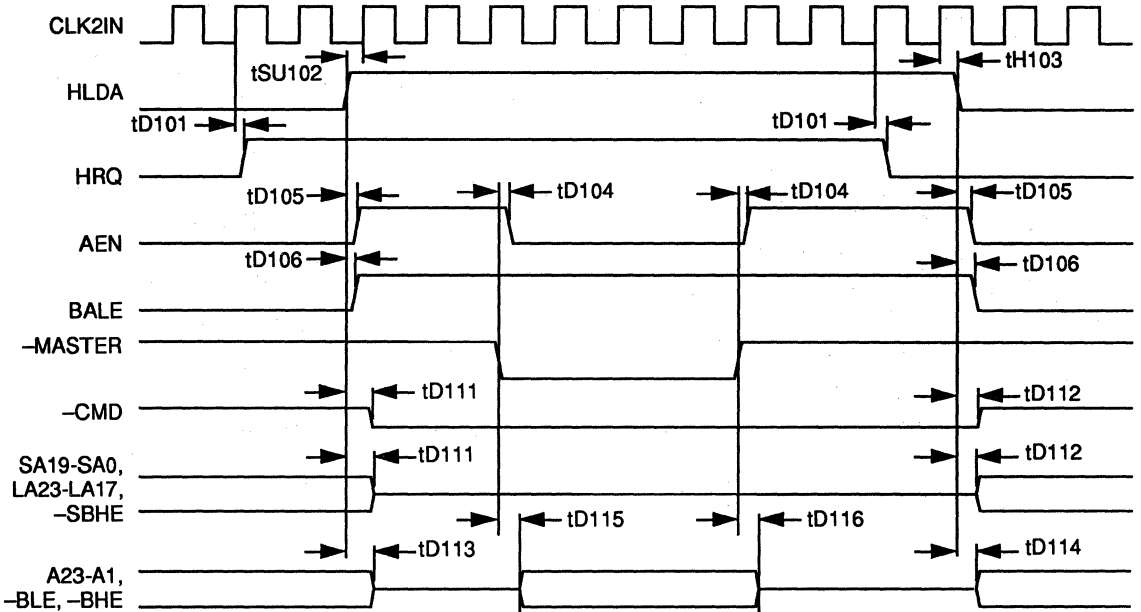 CLK2IN
tSU102
tH103
HLDA
tD101
tD101
HRQ
tD105
tD104
tD104
tD105
AEN
tD106
tD106
BALE
–MASTER
tD111
tD112
–CMD
SA19-SA0,
LA23-LA17,
–SBHE
tD111
tD112
tD115
tD116
tD113
tD114
A23-A1,
–BLE, –BHE